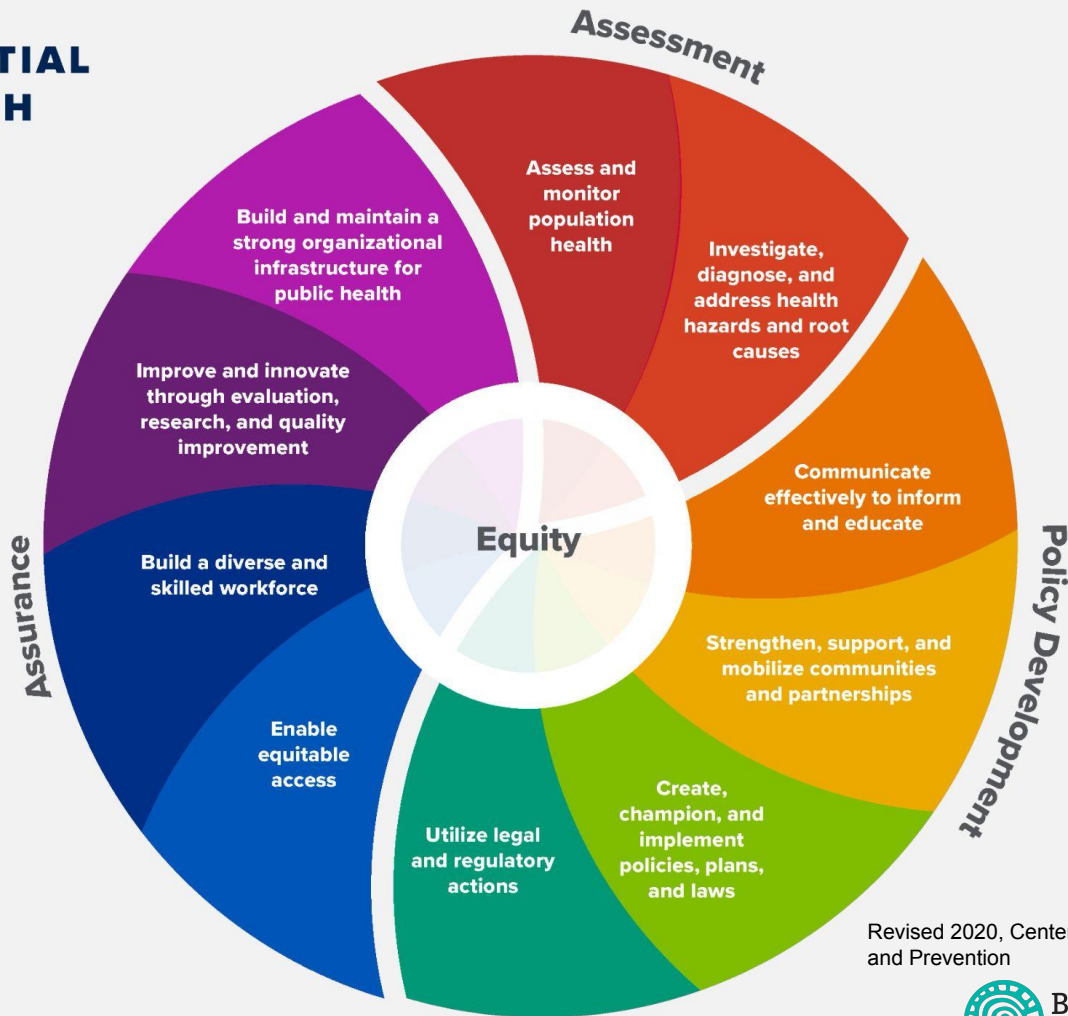 TIAL
H
Assessment
Assess and
monitor
population
health
Investigate,
diagnose, and
address health
hazards and root
causes
Communicate
effectively to inform
and educate
Strengthen, support, and
mobilize communities
and partnerships
Policy Development
Create,
champion, and
implement
policies, plans,
and laws
Utilize legal
and regulatory
actions
Enable
equitable
access
Build a diverse and
skilled workforce
Assurance
Improve and innovate
through evaluation,
research, and quality
improvement
Build and maintain a
strong organizational
infrastructure for
public health
Equity
Revised 2020, Center
and Prevention
B